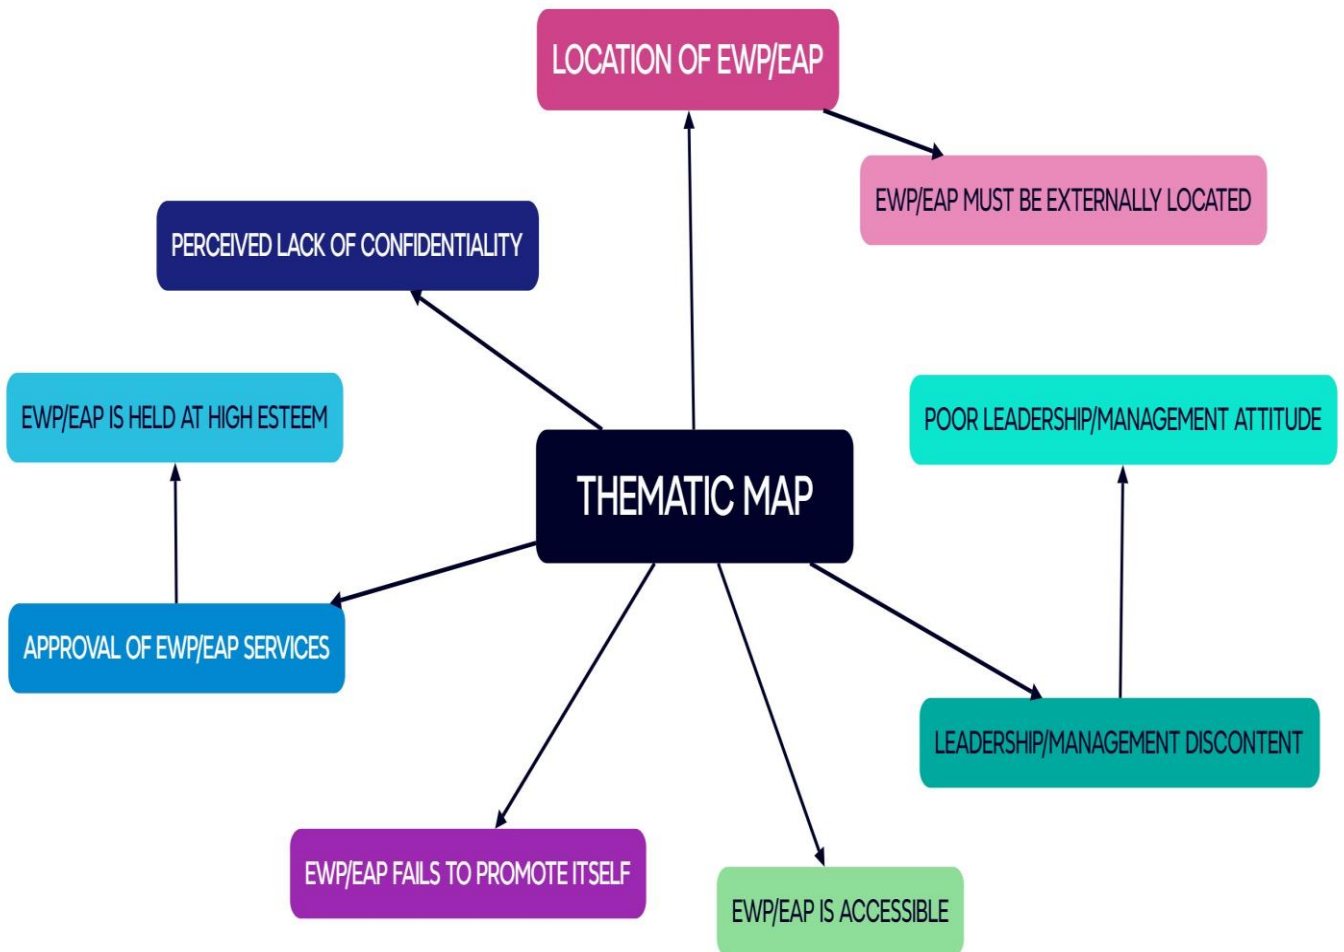 LOCATION OF EWP/EAP
EWP/EAP MUST BE EXTERNALLY LOCATED
PERCEIVED LACK OF CONFIDENTIALITY
EWP/EAP IS HELD AT HIGH ESTEEM
POOR LEADERSHIP/MANAGEMENT ATTITUDE
THEMATIC MAP
APPROVAL OF EWP/EAP SERVICES
LEADERSHIP/MANAGEMENT DISCONTENT
EWP/EAP FAILS TO PROMOTE ITSELF
EWP/EAP IS ACCESSIBLE